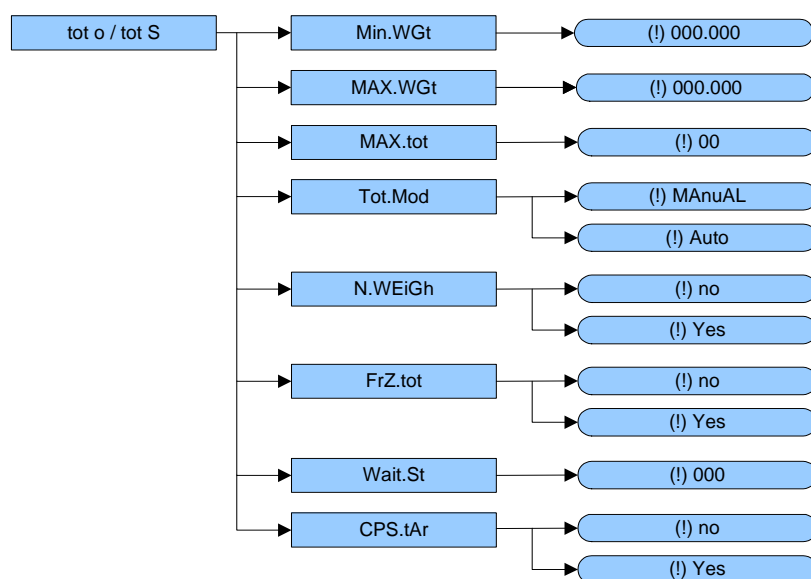 tot o / tot S
Min.WGt
(!) 000.000
MAX.WGt
(!) 000.000
MAX.tot
(!) 00
Tot.Mod
(!) MAnuAL
(!) Auto
N.WEiGh
(!) no
(!) Yes
FrZ.tot
(!) no
(!) Yes
Wait.St
(!) 000
CPS.tAr
(!) no
(!) Yes